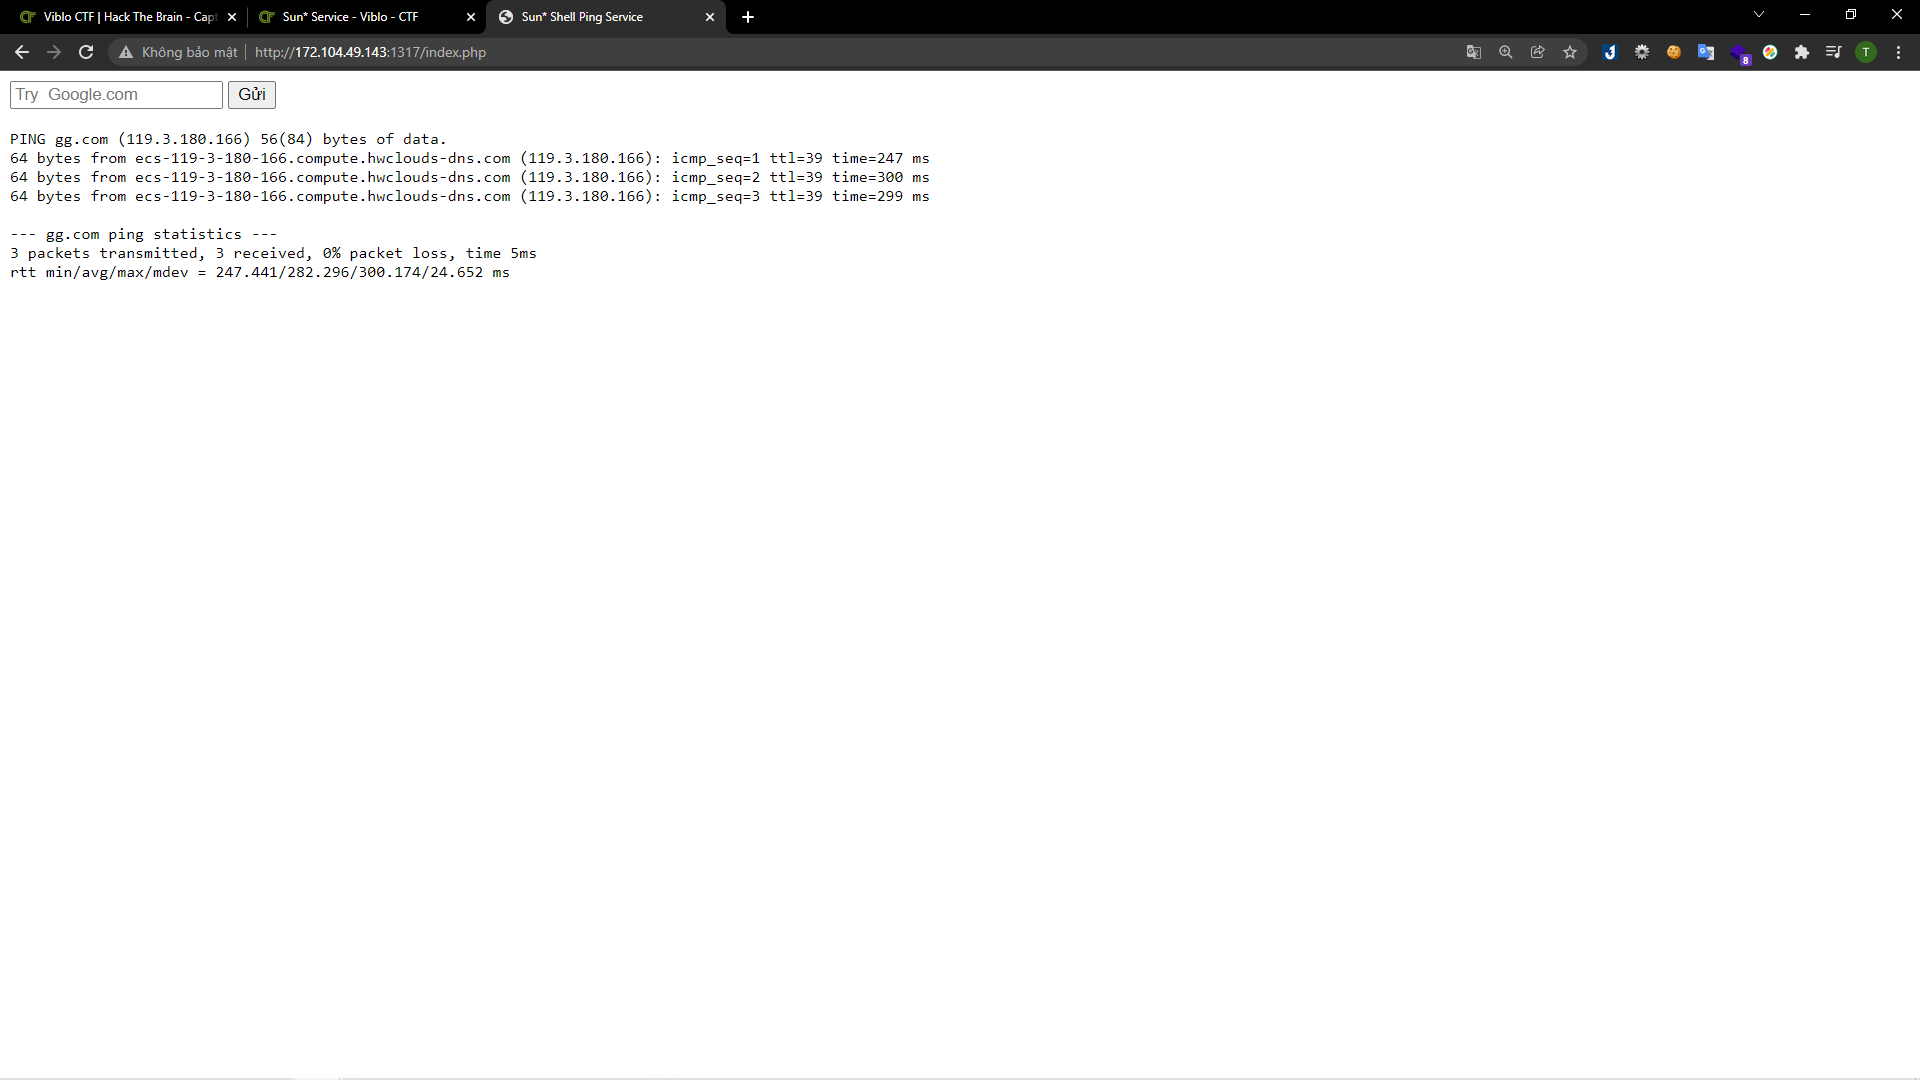 Viblo CTF | Hack The Brain - Capt
Sun* Service - Viblo - CTF
Sun* Shell Ping Service
Không bảo mật
http://172.104.49.143:1317/index.php
8
T
Try  Google.com
Gửi
PING gg.com (119.3.180.166) 56(84) bytes of data.
64 bytes from ecs-119-3-180-166.compute.hwclouds-dns.com (119.3.180.166): icmp_seq=1 ttl=39 time=247 ms
64 bytes from ecs-119-3-180-166.compute.hwclouds-dns.com (119.3.180.166): icmp_seq=2 ttl=39 time=300 ms
64 bytes from ecs-119-3-180-166.compute.hwclouds-dns.com (119.3.180.166): icmp_seq=3 ttl=39 time=299 ms
--- gg.com ping statistics ---
3 packets transmitted, 3 received, 0% packet loss, time 5ms
rtt min/avg/max/mdev = 247.441/282.296/300.174/24.652 ms